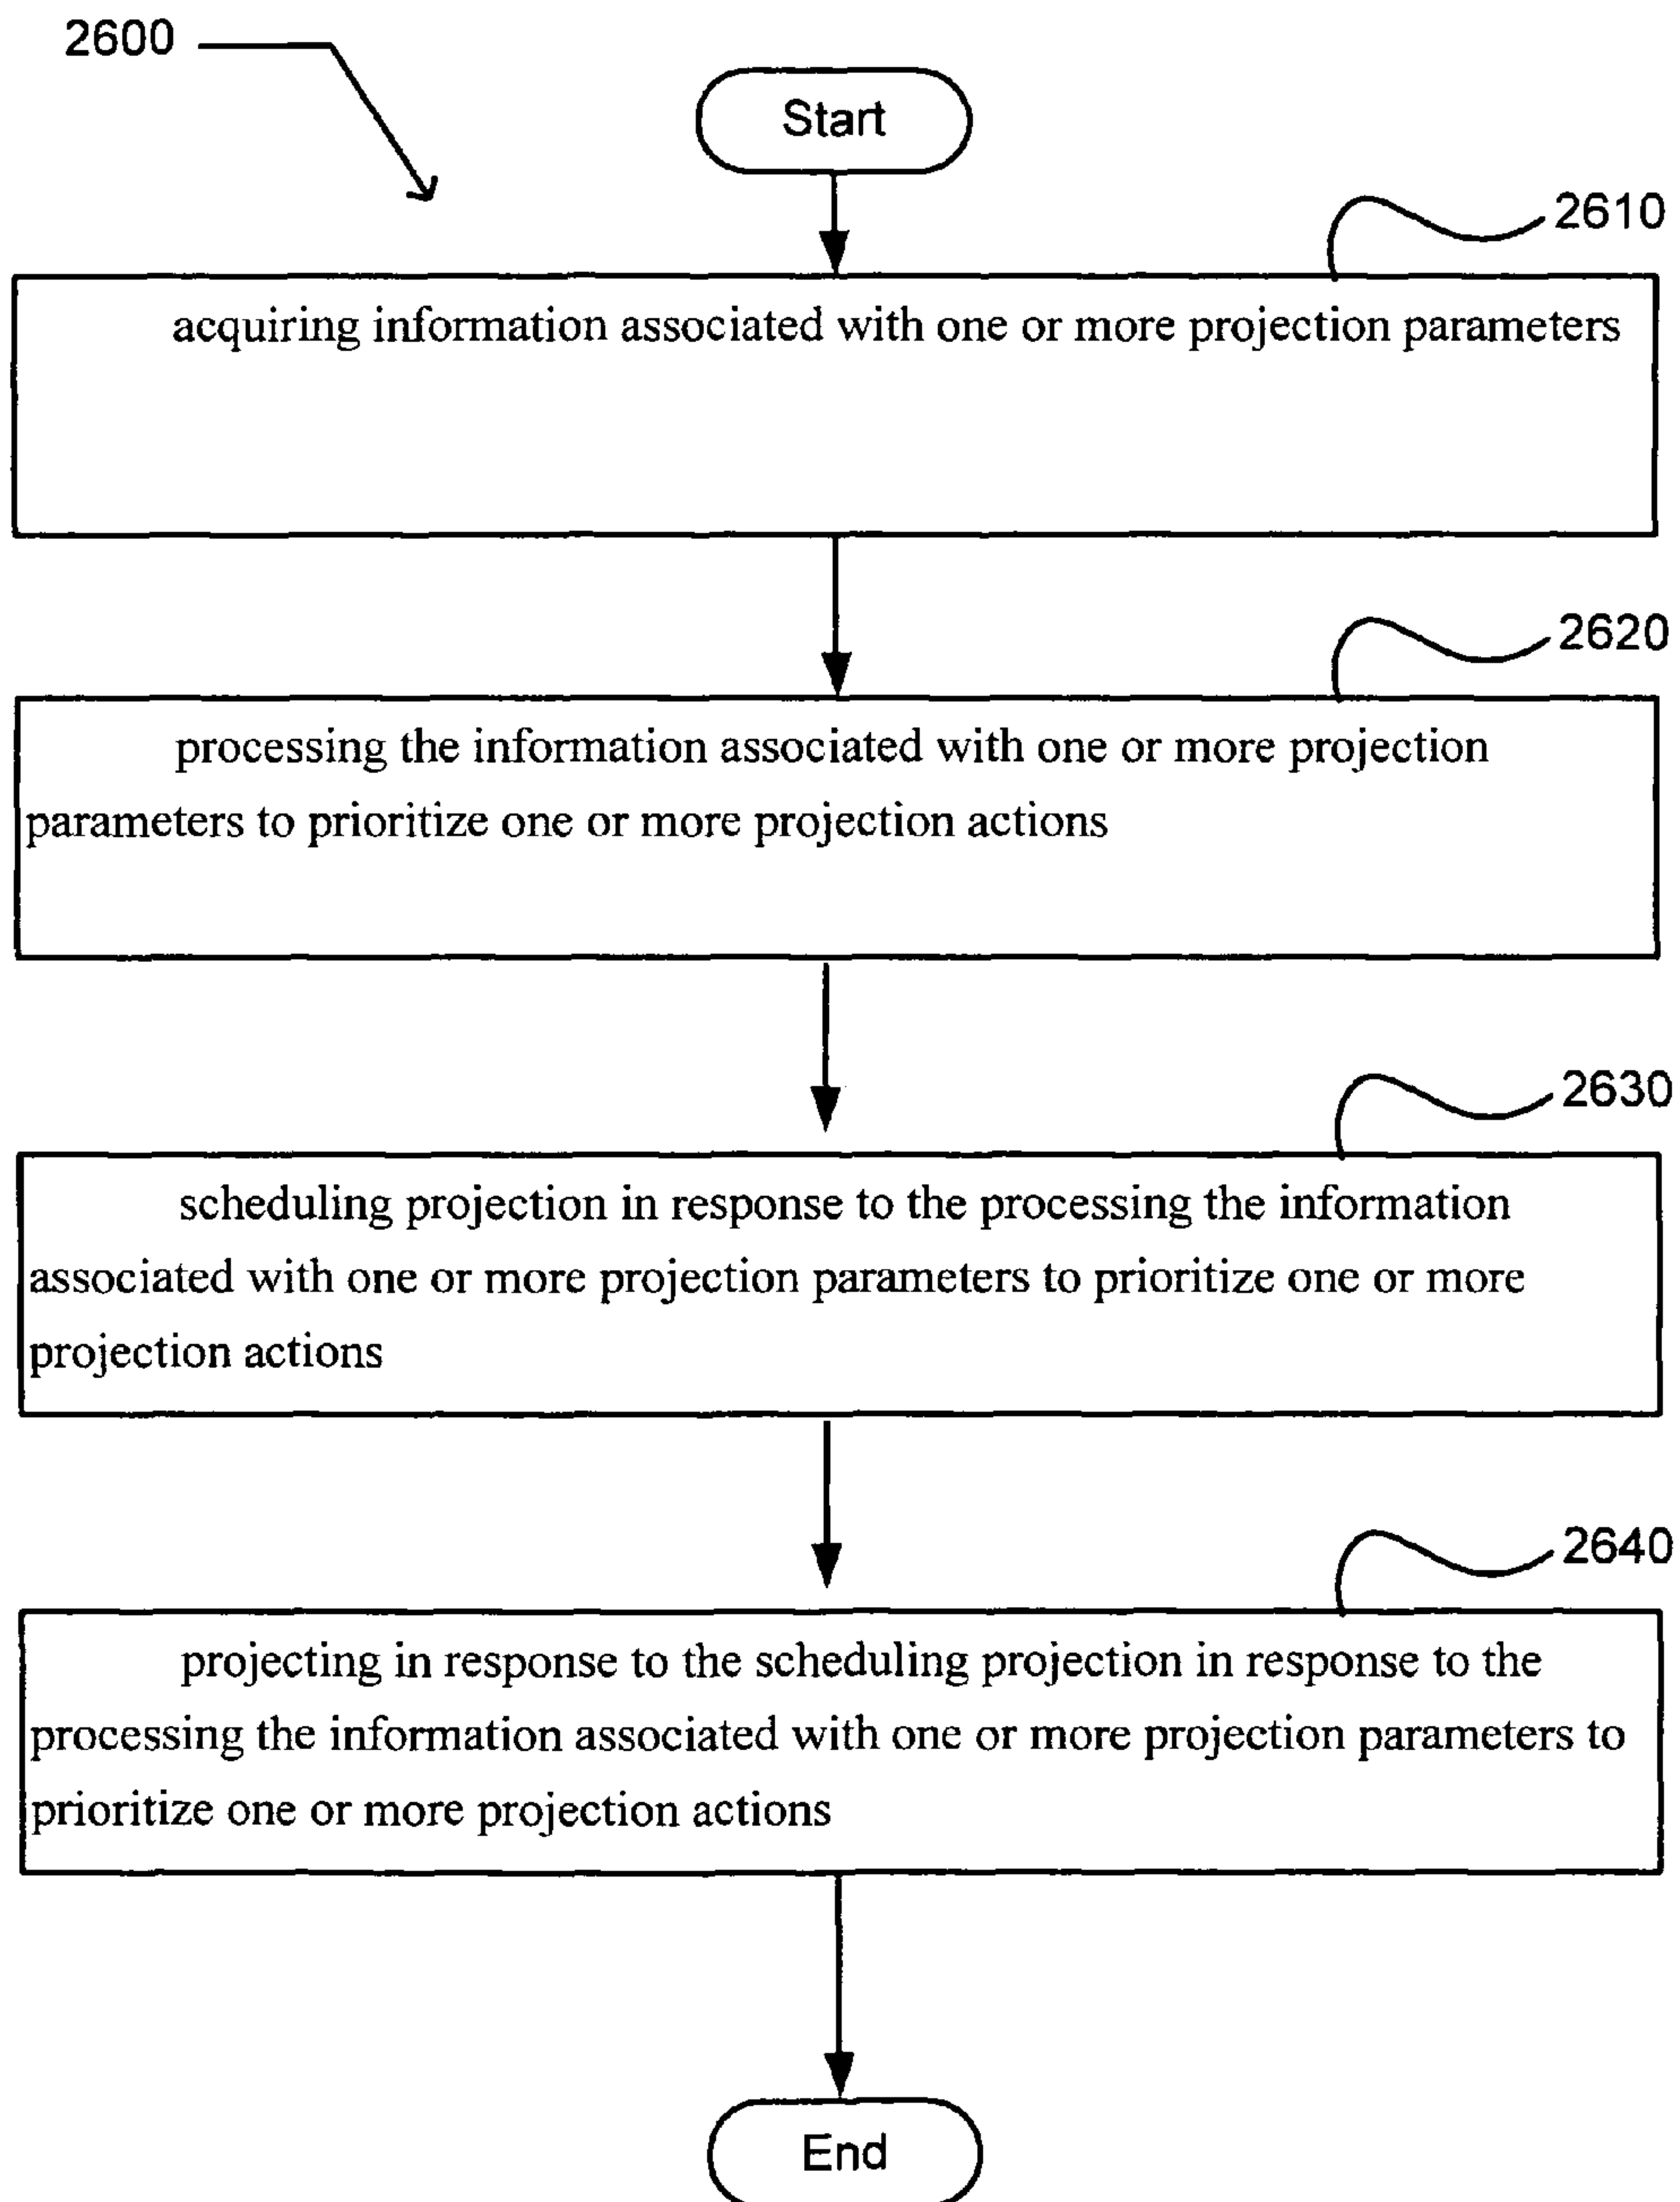 2600
Start
2610
acquiring information associated with one or more projection parameters
2620
processing the information associated with one or more projection
parameters to prioritize one or more projection actions
2630
scheduling projection in response to the processing the information
associated with one or more projection parameters to prioritize one or more
projection actions
2640
projecting in response to the scheduling projection in response to the
processing the information associated with one or more projection parameters to
prioritize one or more projection actions
End